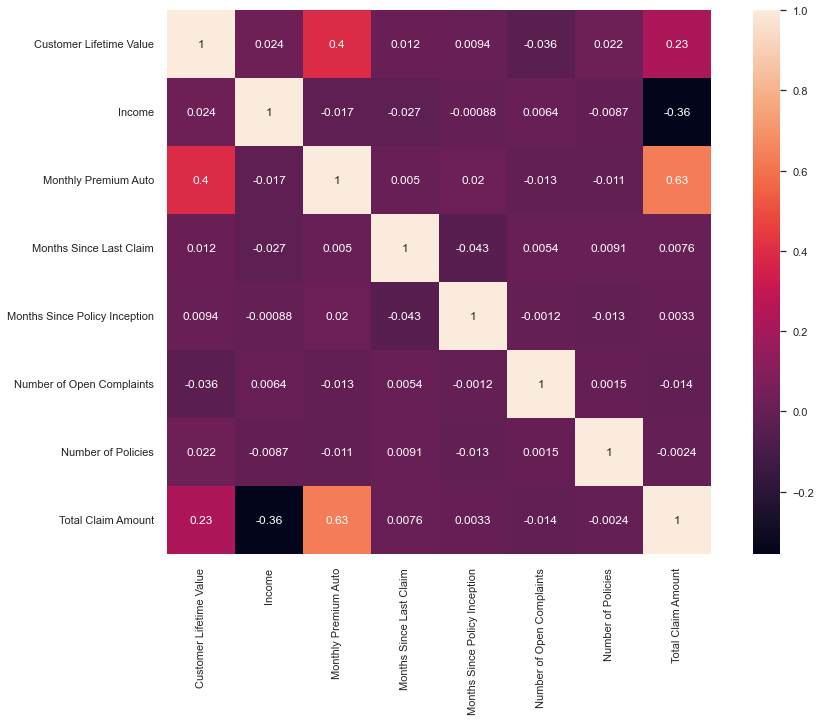 Customer Lifetime Value 1 0.024 0.4 0.012 0.0094 -0.036 0.022 0.23
Income 0.024 1 -0.017 -0.027 -0.00088 0.0064 -0.0087 -0.36
Monthly Premium Auto 0.4 -0.017 1 0.005 0.02 -0.013 -0.011 0.63
Months Since Last Claim 0.012 -0.027 0.005 1 -0.043 0.0054 0.0091 0.0076
Months Since Policy Inception 0.0094 -0.00088 0.02 -0.043 1 -0.0012 -0.013 0.0033
Number of Open Complaints -0.036 0.0064 -0.013 0.0054 -0.0012 1 0.0015 -0.014
Number of Policies 0.022 -0.0087 -0.011 0.0091 -0.013 0.0015 1 -0.0024
Total Claim Amount 0.23 -0.36 0.63 0.0076 0.0033 -0.014 -0.0024 1
Customer Lifetime Value
Income
Monthly Premium Auto
Months Since Last Claim
Months Since Policy Inception
Number of Open Complaints
Number of Policies
Total Claim Amount
1.0
0.8
0.6
0.4
0.2
0.0
−0.2